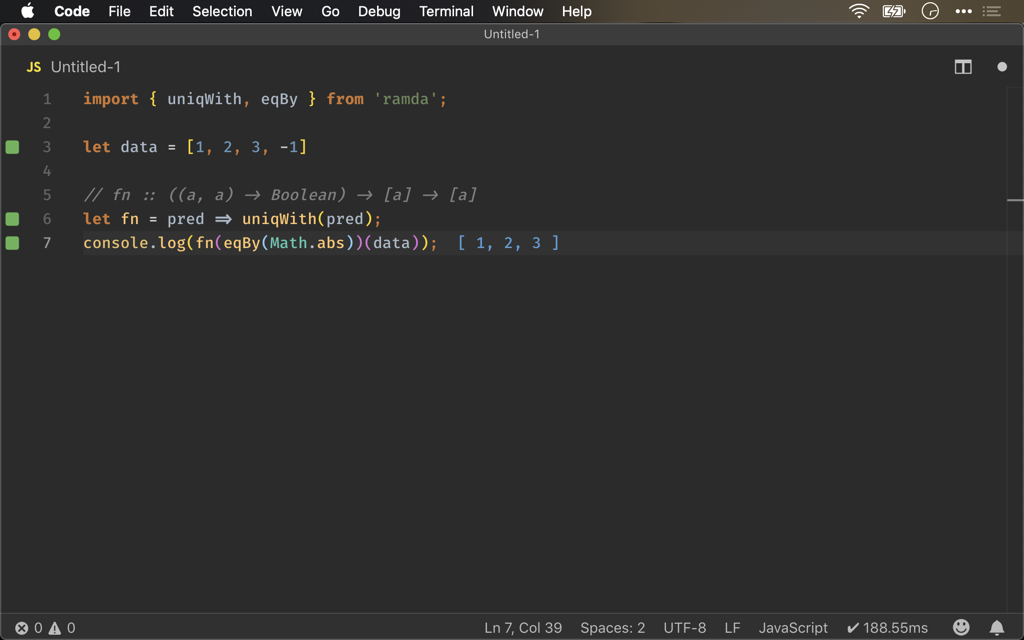 Code File Edit Selection View Go Debug Terminal Window Help
Untitled-1
JS Untitled-1
1 import { uniqWith, eqBy } from 'ramda';
2
3 let data = [1, 2, 3, -1]
4
5 // fn :: ((a, a) → Boolean) → [a] → [a]
6 let fn = pred ⇒ uniqWith(pred);
7 console.log(fn(eqBy(Math.abs))(data)); [ 1, 2, 3 ]
0 0 Ln 7, Col 39 Spaces: 2 UTF-8 LF JavaScript ✔ 188.55ms